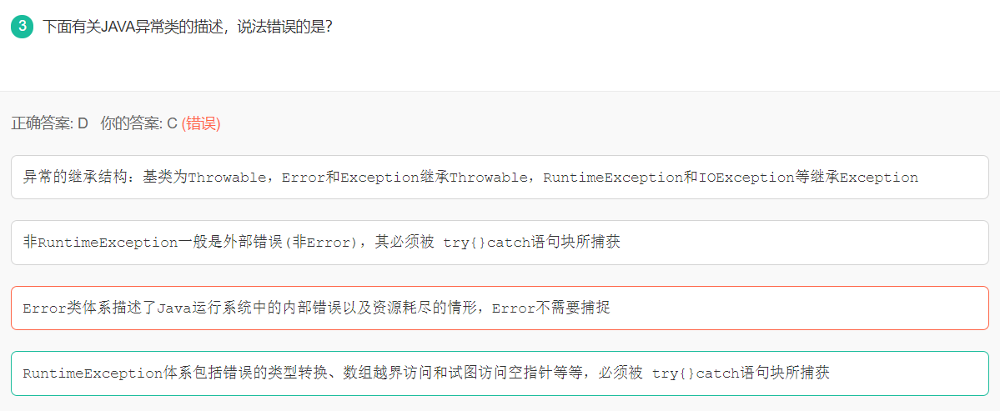 3 下面有关JAVA异常类的描述，说法错误的是？
正确答案: D 你的答案: C (错误)
异常的继承结构：基类为Throwable，Error和Exception继承Throwable，RuntimeException和IOException等继承Exception
非RuntimeException一般是外部错误(非Error)，其必须被 try{}catch语句块所捕获
Error类体系描述了Java运行系统中的内部错误以及资源耗尽的情形，Error不需要捕捉
RuntimeException体系包括错误的类型转换、数组越界访问和试图访问空指针等等，必须被 try{}catch语句块所捕获